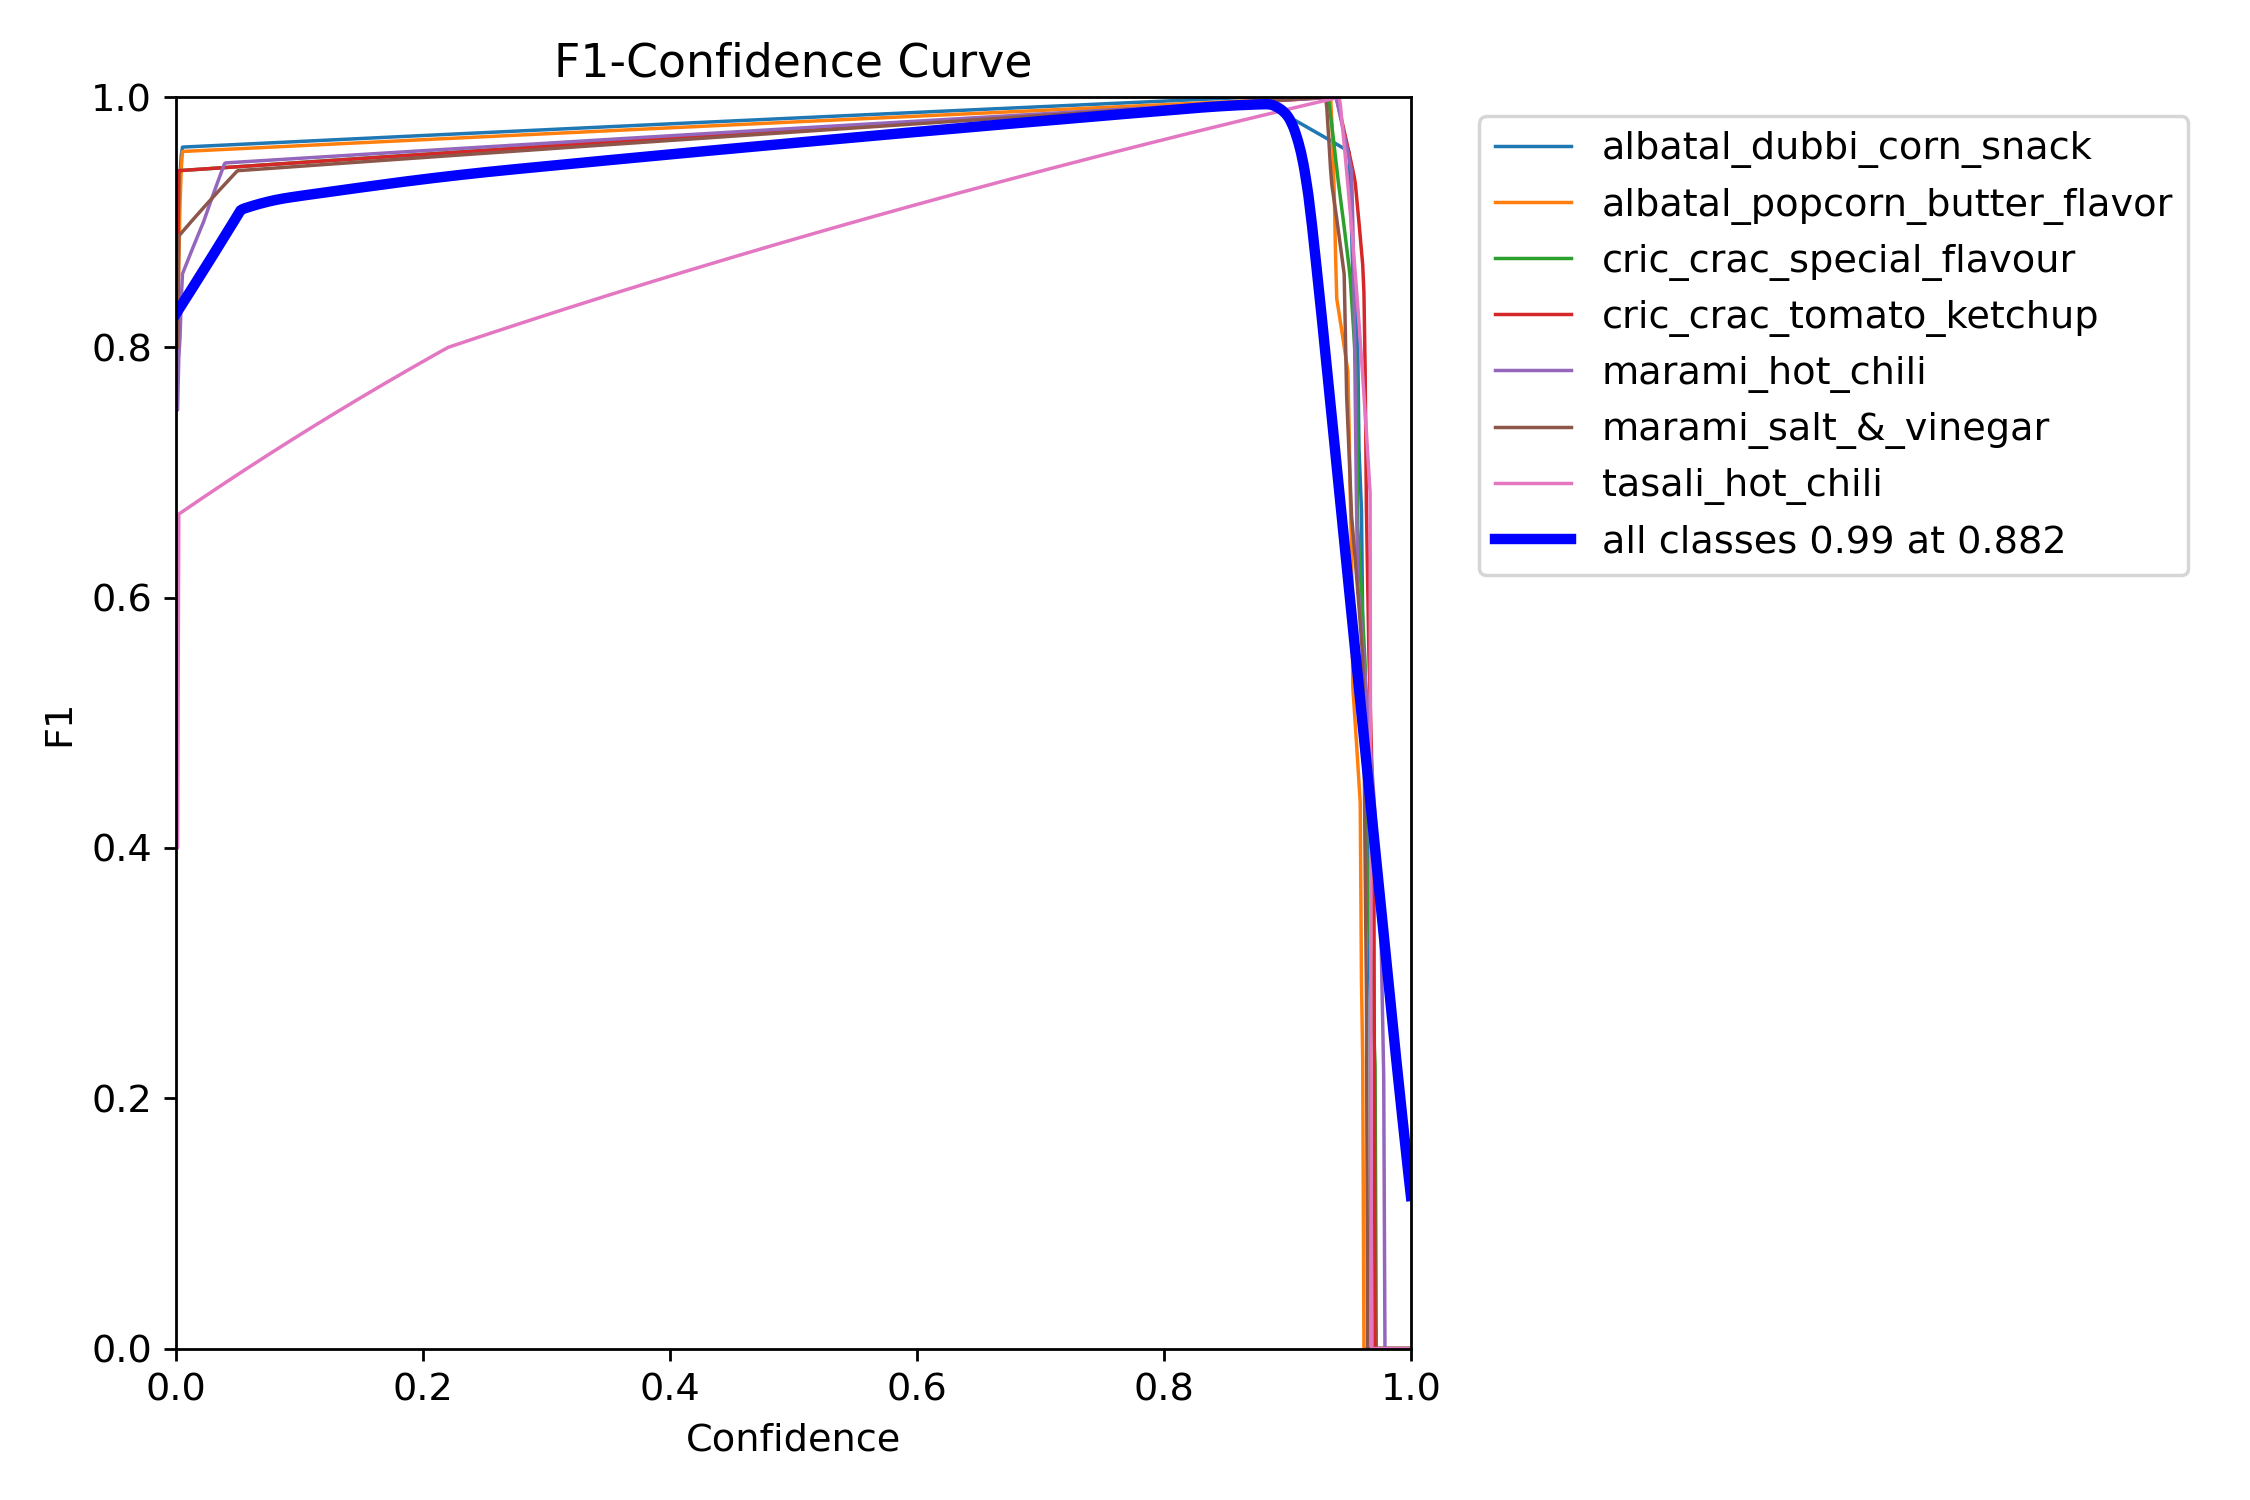 F1-Confidence Curve
1.0
0.8
0.6
0.4
0.2
0.0
F1
0.0 0.2 0.4 0.6 0.8 1.0
Confidence
albatal_dubbi_corn_snack
albatal_popcorn_butter_flavor
cric_crac_special_flavour
cric_crac_tomato_ketchup
marami_hot_chili
marami_salt_&_vinegar
tasali_hot_chili
all classes 0.99 at 0.882